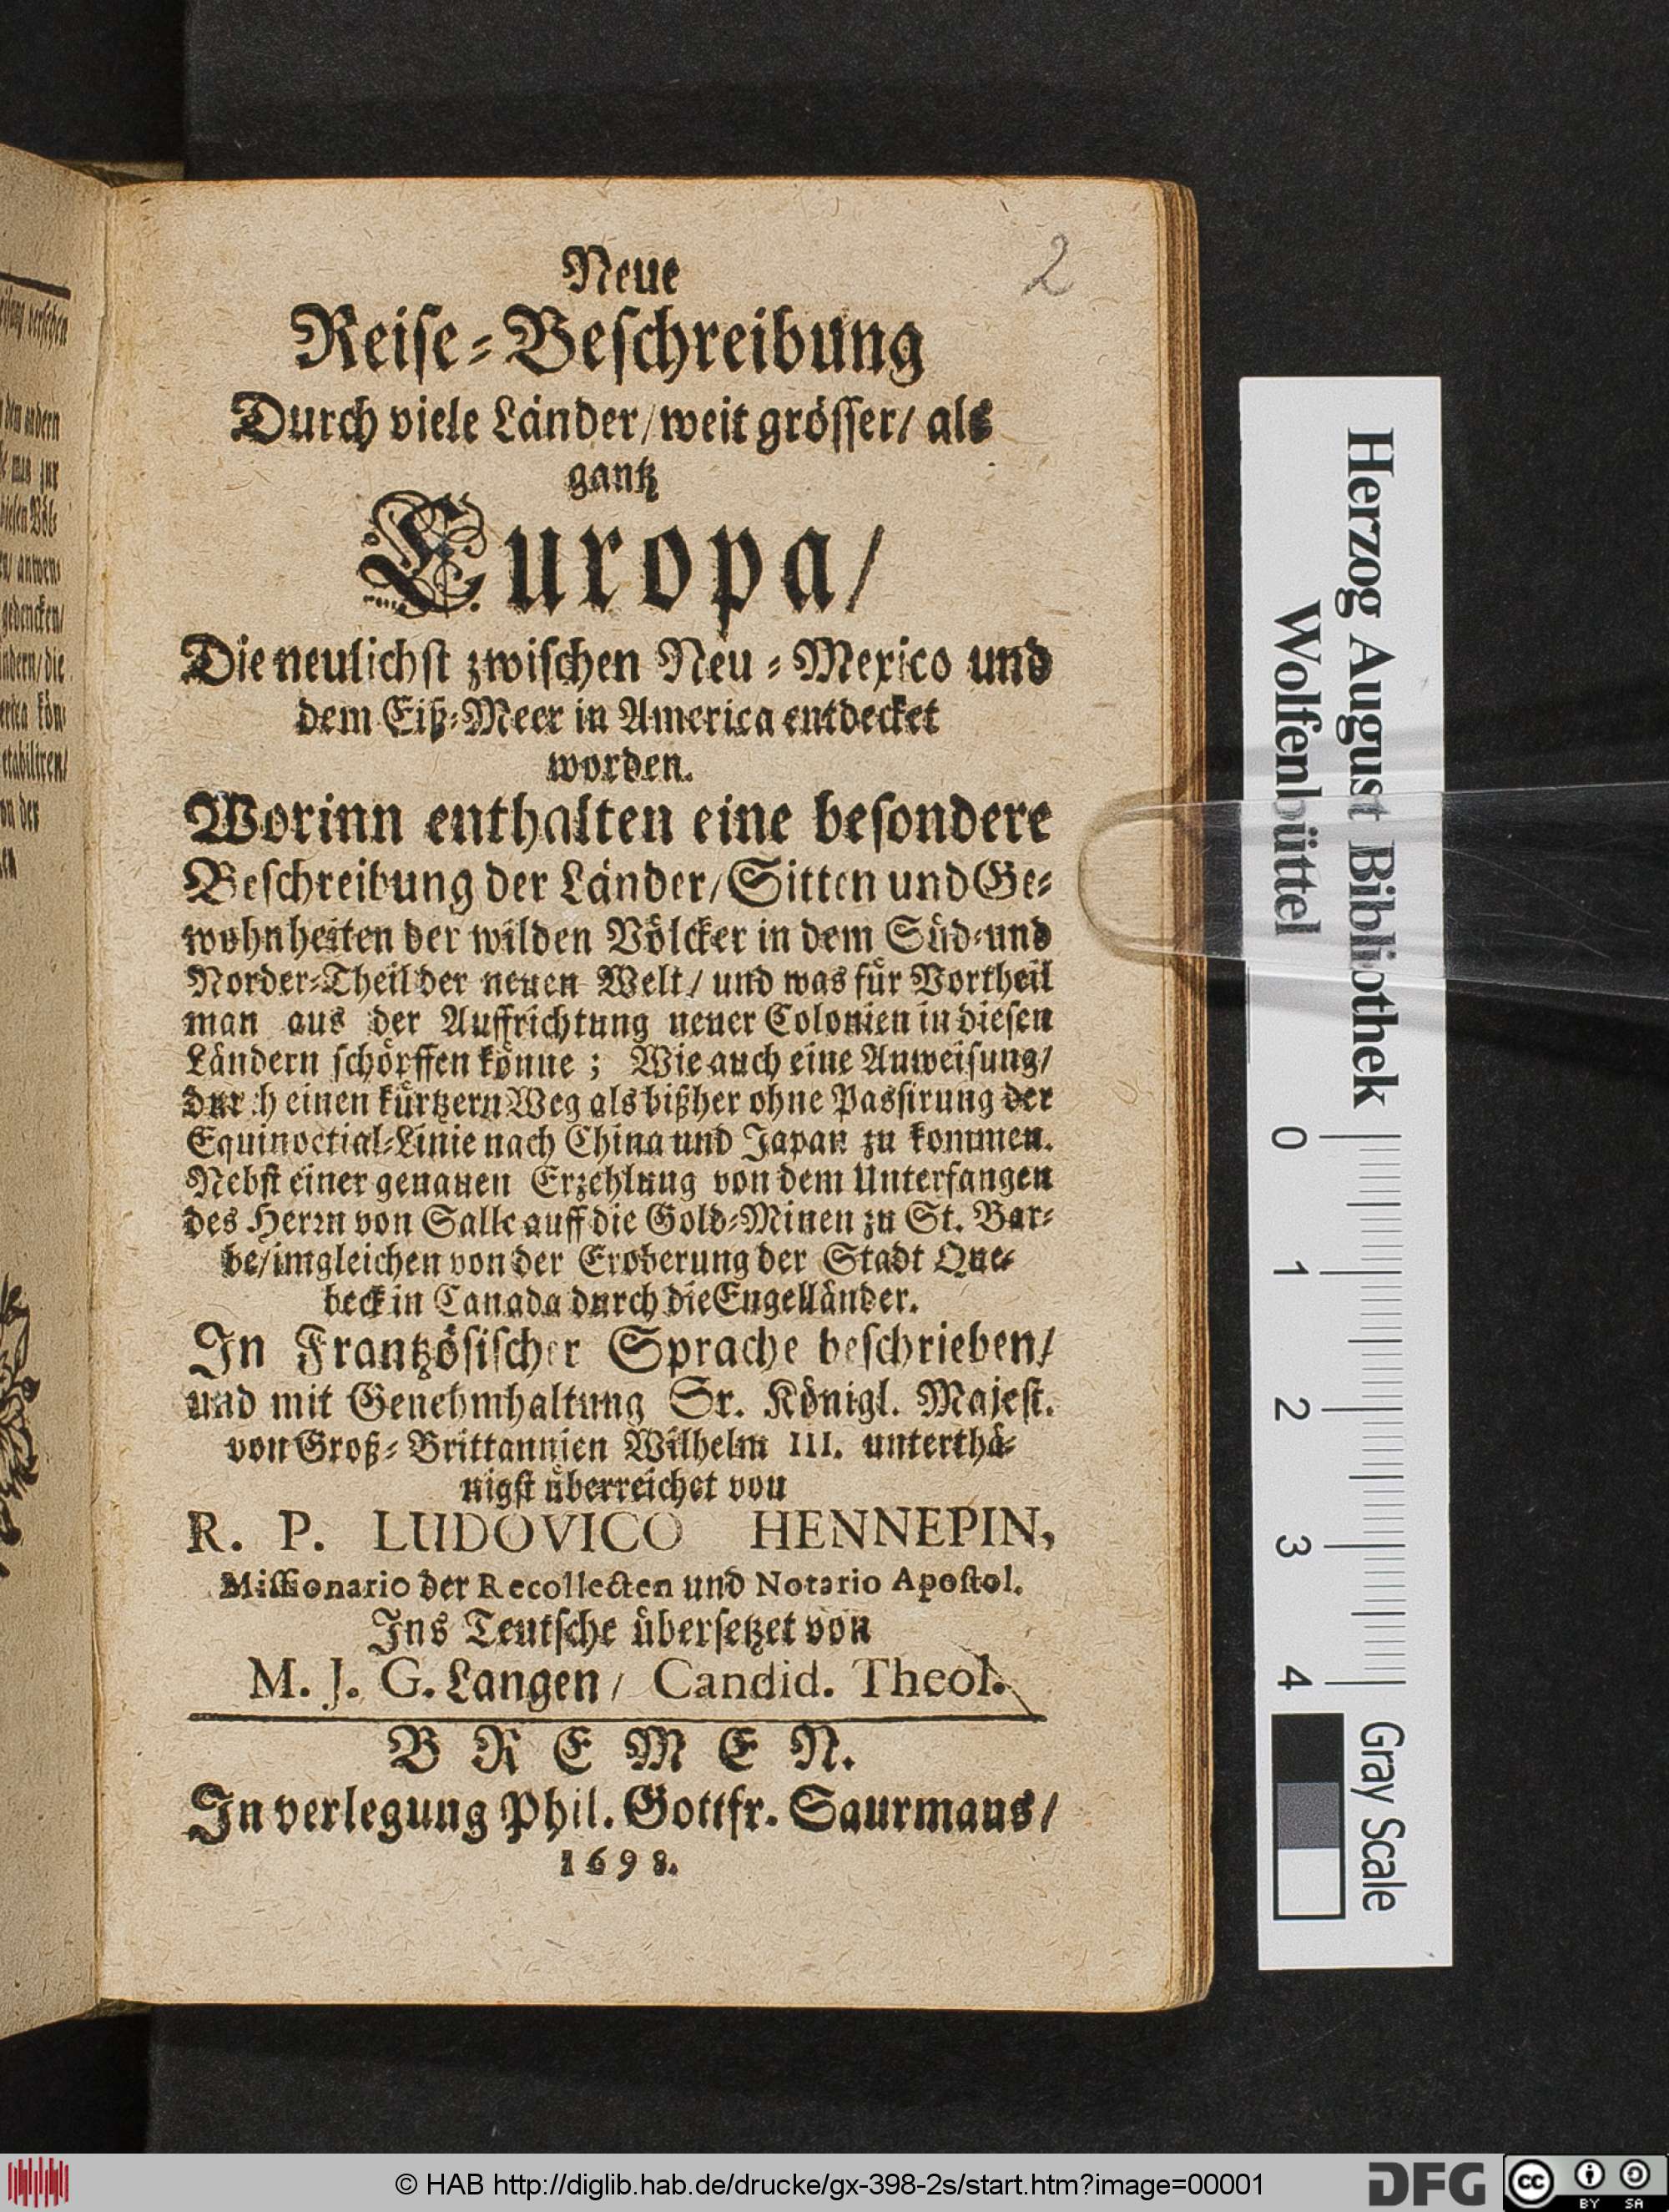 2
Neue
Reiſe-Beſchreibung
Durch viele Länder/ weit gröſſer/ als
gantz
Europa/
Die neulichſt zwiſchen Neu-Mexico und
dem Eiß-Meer in America entdecket
worden.
Worinn enthalten eine beſondere
Beſchreibung der Länder/ Sitten und Ge-
wohnheiten der wilden Völcker in dem Süd-und
Norder-Theil der neuen Welt/ und was für Vortheil
man aus der Auffrichtung neuer Colonien in dieſen
Ländern ſchöpffen könne; Wie auch eine Anweiſung/
durch einen kürtzern Weg als bißher ohne Passirung der
Equinoctial-Linie nach China und Japan zu kommen.
Nebſt einer genauen Erzehlung von dem Unterfangen
des Herrn von Salle auff die Gold-Minen zu St. Bar-
be/ imgleichen von der Eroberung der Stadt Que-
beck in Canada durch die Engelländer.
In Frantzöſiſcher Sprache beſchrieben/
und mit Genehmhaltung Sr. Königl. Majeſt.
von Groß-Brittannien Wilhelm III. unterthä-
nigſt überreichet von
R. P. LUDOVICO HENNEPIN,
Miſſionario der Recollecten und Notario Apoſtol.
Ins Teutſche überſetzet von
M. J. G. Langen/ Candid. Theol.
BREMEN.
In verlegung Phil. Gottfr. Saurmans/
1698.
den andern
gedencken/
Herzog August Bibliothek
Wolfenbüttel
0 1 2 3 4
Gray Scale
© HAB http://diglib.hab.de/drucke/gx-398-2s/start.htm?image=00001
DFG
cc BY SA